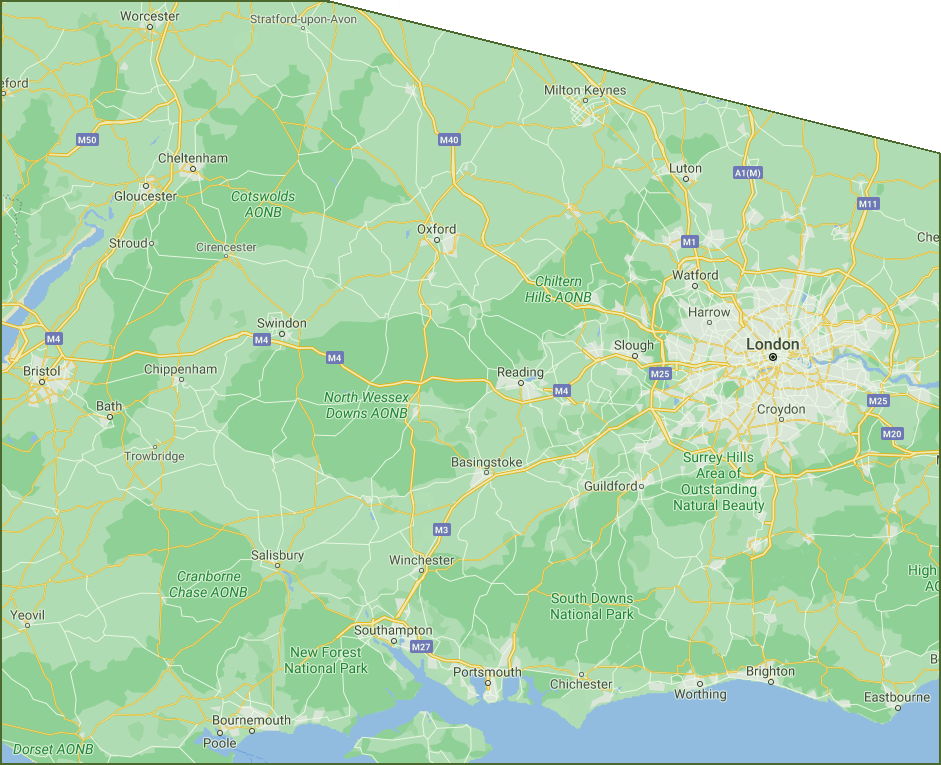 Worcester
Stratford-upon-Avon
eford
Milton Keynes
M50
M40
Cheltenham
Luton
A1(M)
Gloucester
Cotswolds
AONB
M11
Stroud
Cirencester
Oxford
M1
Che
Watford
Chiltern
Hills AONB
Harrow
Swindon
M4
M4
M4
Slough
London
Bristol
Chippenham
Reading
M25
M4
North Wessex
Downs AONB
M25
Bath
Croydon
M20
Trowbridge
Basingstoke
Surrey Hills
Area of
Outstanding
Natural Beauty
Guildford
M3
Salisbury
Winchester
Cranborne
Chase AONB
High
AO
South Downs
National Park
Yeovil
Southampton
M27
New Forest
National Park
Portsmouth
Chichester
Brighton
Worthing
Eastbourne
B
Bournemouth
Poole
Dorset AONB